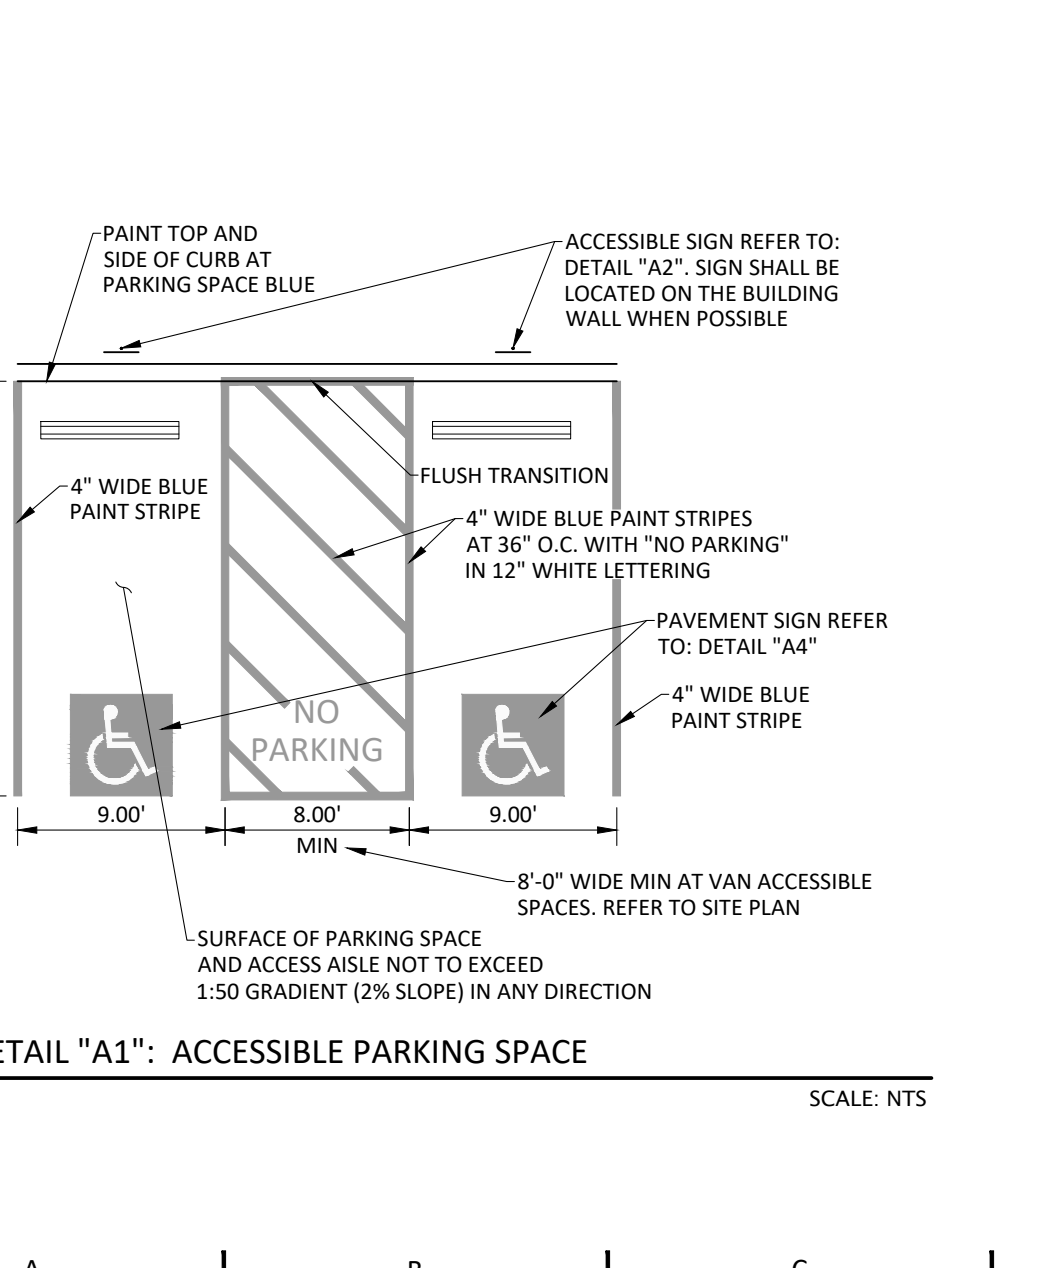 PAINT TOP AND
SIDE OF CURB AT
PARKING SPACE BLUE
ACCESSIBLE SIGN REFER TO:
DETAIL "A2". SIGN SHALL BE
LOCATED ON THE BUILDING
WALL WHEN POSSIBLE
FLUSH TRANSITION
4" WIDE BLUE
PAINT STRIPE
4" WIDE BLUE PAINT STRIPES
AT 36" O.C. WITH "NO PARKING"
IN 12" WHITE LETTERING
PAVEMENT SIGN REFER
TO: DETAIL "A4"
4" WIDE BLUE
PAINT STRIPE
NO
PARKING
9.00'
8.00'
9.00'
MIN
8'-0" WIDE MIN AT VAN ACCESSIBLE
SPACES. REFER TO SITE PLAN
SURFACE OF PARKING SPACE
AND ACCESS AISLE NOT TO EXCEED
1:50 GRADIENT (2% SLOPE) IN ANY DIRECTION
ETAIL "A1": ACCESSIBLE PARKING SPACE
SCALE: NTS
A
B
C